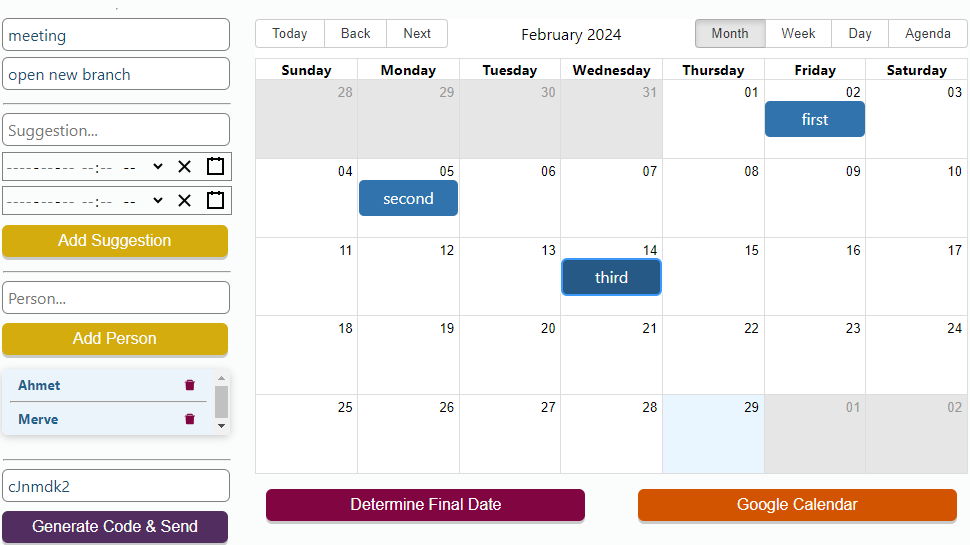 meeting
open new branch
Suggestion...
---------- --:-- --
---------- --:-- --
Add Suggestion
Person...
Add Person
Ahmet
Merve
cJnmdk2
Generate Code & Send
Today Back Next February 2024 Month Week Day Agenda
Sunday Monday Tuesday Wednesday Thursday Friday Saturday
28 29 30 31 01 02 03
first
04 05 06 07 08 09 10
second
11 12 13 14 15 16 17
third
18 19 20 21 22 23 24
25 26 27 28 29 01 02
Determine Final Date Google Calendar